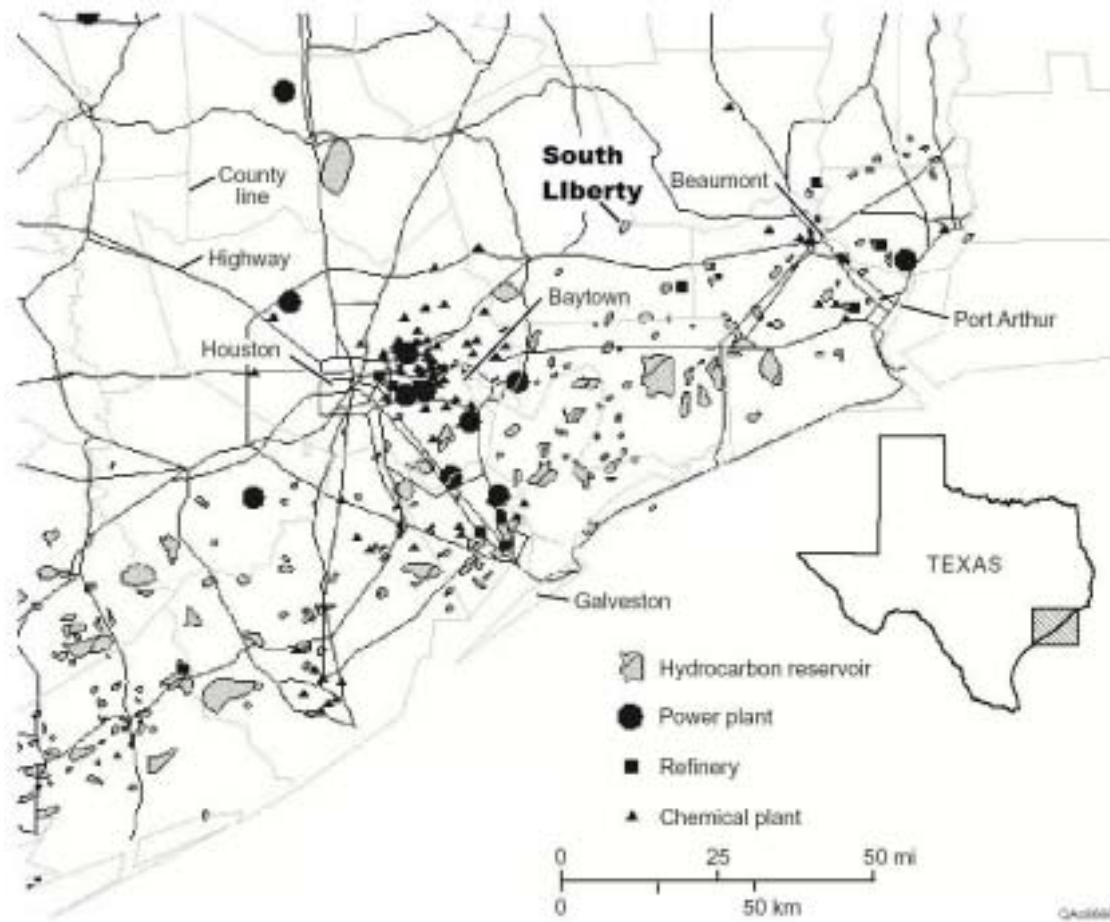 South
LIberty
Beaumont
County
line
Highway
Baytown
Houston
Port Arthur
TEXAS
Galveston
Hydrocarbon reservoir
Power plant
Refinery
Chemical plant
0 25 50 mi
0 50 km